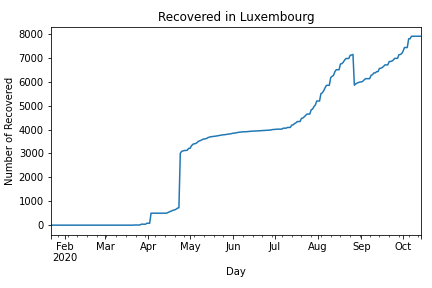 Recovered in Luxembourg
Number of Recovered
8000
7000
6000
5000
4000
3000
2000
1000
0
Feb Mar Apr May Jun Jul Aug Sep Oct
2020
Day